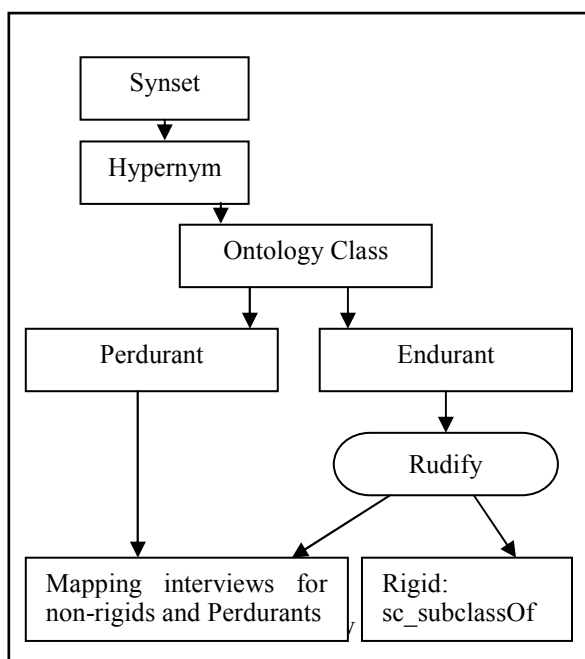 Synset
Hypernym
Ontology Class
Perdurant
Endurant
Rudify
Mapping interviews for
non-rigids and Perdurants
Rigid:
sc_subclassOf